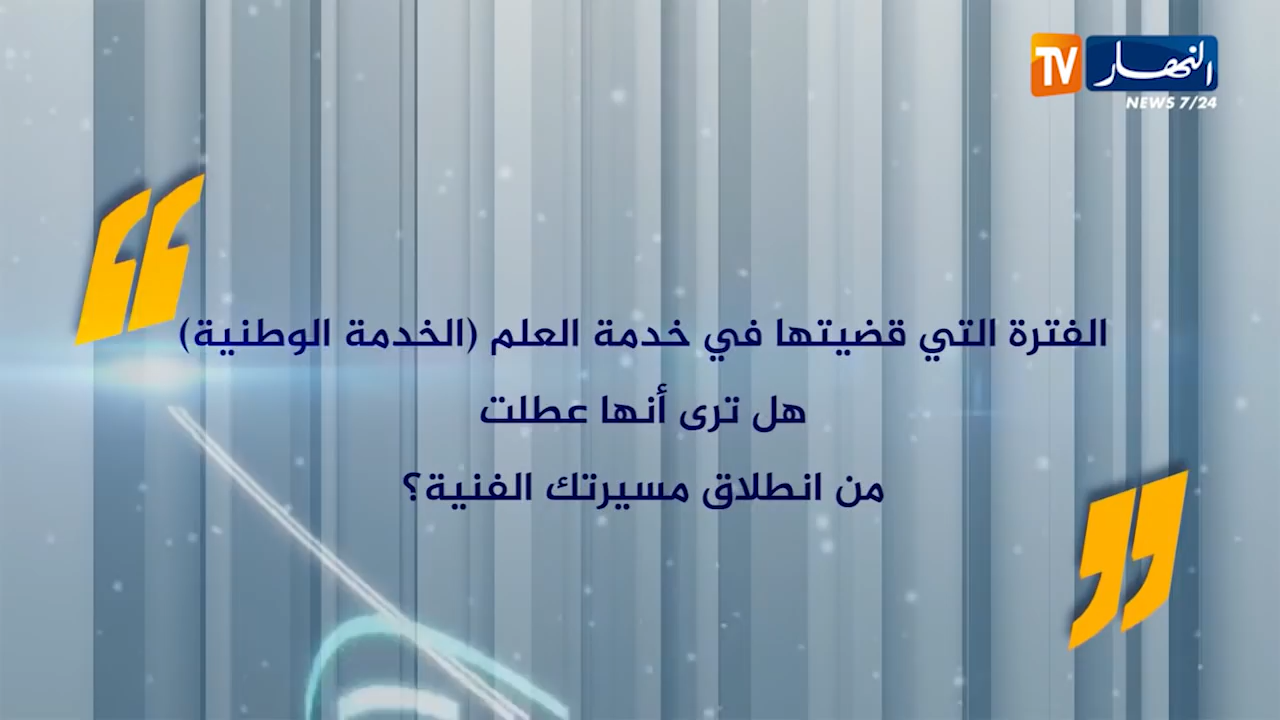 TV النهار
NEWS 7/24
الفترة التي قضيتها في خدمة العلم (الخدمة الوطنية)
هل ترى أنها عطلت
من انطلاق مسيرتك الفنية؟